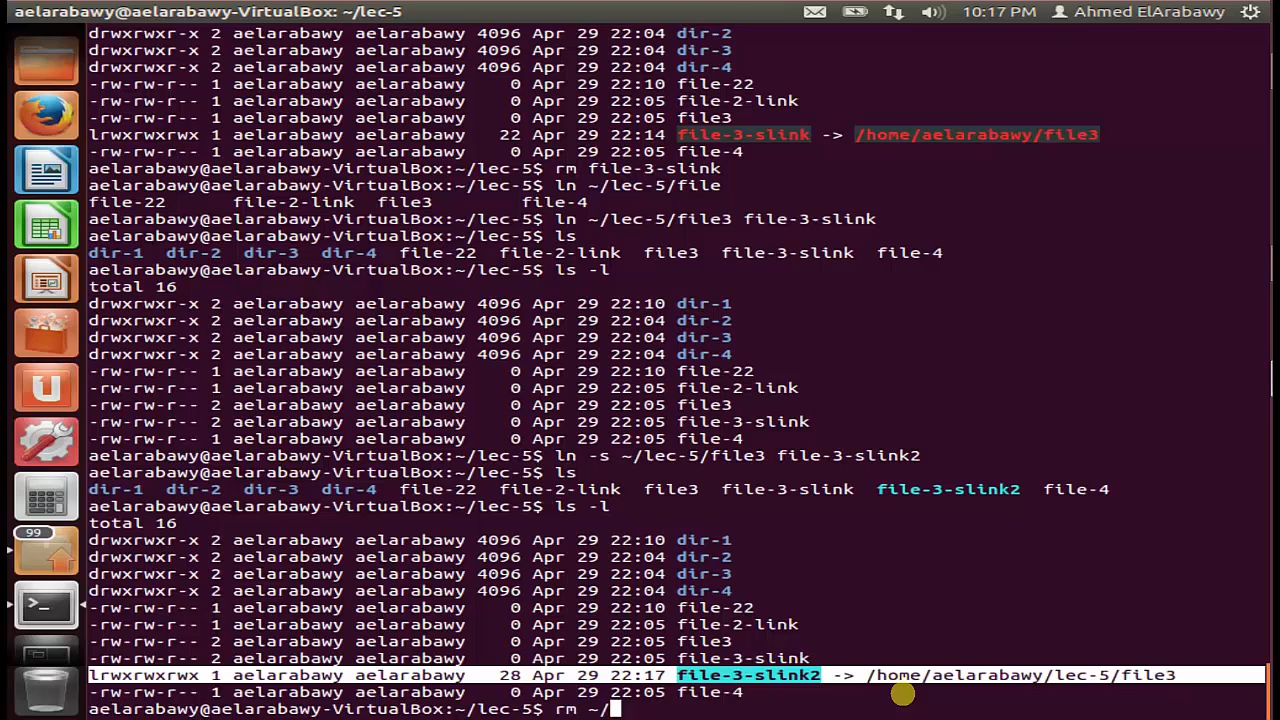 aelarabawy@aelarabawy-VirtualBox: ~/lec-5 10:17 PM Ahmed ElArabawy
drwxrwxr-x 2 aelarabawy aelarabawy 4096 Apr 29 22:04 dir-2
drwxrwxr-x 2 aelarabawy aelarabawy 4096 Apr 29 22:04 dir-3
drwxrwxr-x 2 aelarabawy aelarabawy 4096 Apr 29 22:04 dir-4
-rw-rw-r-- 1 aelarabawy aelarabawy 0 Apr 29 22:10 file-22
-rw-rw-r-- 1 aelarabawy aelarabawy 0 Apr 29 22:05 file-2-link
-rw-rw-r-- 1 aelarabawy aelarabawy 0 Apr 29 22:05 file3
lrwxrwxrwx 1 aelarabawy aelarabawy 22 Apr 29 22:14 file-3-slink -> /home/aelarabawy/file3
-rw-rw-r-- 1 aelarabawy aelarabawy 0 Apr 29 22:05 file-4
aelarabawy@aelarabawy-VirtualBox:~/lec-5$ rm file-3-slink
aelarabawy@aelarabawy-VirtualBox:~/lec-5$ ln ~/lec-5/file
file-22 file-2-link file3 file-4
aelarabawy@aelarabawy-VirtualBox:~/lec-5$ ln ~/lec-5/file3 file-3-slink
aelarabawy@aelarabawy-VirtualBox:~/lec-5$ ls
dir-1 dir-2 dir-3 dir-4 file-22 file-2-link file3 file-3-slink file-4
aelarabawy@aelarabawy-VirtualBox:~/lec-5$ ls -l
total 16
drwxrwxr-x 2 aelarabawy aelarabawy 4096 Apr 29 22:10 dir-1
drwxrwxr-x 2 aelarabawy aelarabawy 4096 Apr 29 22:04 dir-2
drwxrwxr-x 2 aelarabawy aelarabawy 4096 Apr 29 22:04 dir-3
drwxrwxr-x 2 aelarabawy aelarabawy 4096 Apr 29 22:04 dir-4
-rw-rw-r-- 1 aelarabawy aelarabawy 0 Apr 29 22:10 file-22
-rw-rw-r-- 1 aelarabawy aelarabawy 0 Apr 29 22:05 file-2-link
-rw-rw-r-- 2 aelarabawy aelarabawy 0 Apr 29 22:05 file3
-rw-rw-r-- 2 aelarabawy aelarabawy 0 Apr 29 22:05 file-3-slink
-rw-rw-r-- 1 aelarabawy aelarabawy 0 Apr 29 22:05 file-4
aelarabawy@aelarabawy-VirtualBox:~/lec-5$ ln -s ~/lec-5/file3 file-3-slink2
aelarabawy@aelarabawy-VirtualBox:~/lec-5$ ls
dir-1 dir-2 dir-3 dir-4 file-22 file-2-link file3 file-3-slink file-3-slink2 file-4
aelarabawy@aelarabawy-VirtualBox:~/lec-5$ ls -l
total 16
drwxrwxr-x 2 aelarabawy aelarabawy 4096 Apr 29 22:10 dir-1
drwxrwxr-x 2 aelarabawy aelarabawy 4096 Apr 29 22:04 dir-2
drwxrwxr-x 2 aelarabawy aelarabawy 4096 Apr 29 22:04 dir-3
drwxrwxr-x 2 aelarabawy aelarabawy 4096 Apr 29 22:04 dir-4
-rw-rw-r-- 1 aelarabawy aelarabawy 0 Apr 29 22:10 file-22
-rw-rw-r-- 1 aelarabawy aelarabawy 0 Apr 29 22:05 file-2-link
-rw-rw-r-- 2 aelarabawy aelarabawy 0 Apr 29 22:05 file3
-rw-rw-r-- 2 aelarabawy aelarabawy 0 Apr 29 22:05 file-3-slink
lrwxrwxrwx 1 aelarabawy aelarabawy 28 Apr 29 22:17 file-3-slink2 -> /home/aelarabawy/lec-5/file3
-rw-rw-r-- 1 aelarabawy aelarabawy 0 Apr 29 22:05 file-4
aelarabawy@aelarabawy-VirtualBox:~/lec-5$ rm ~/
99